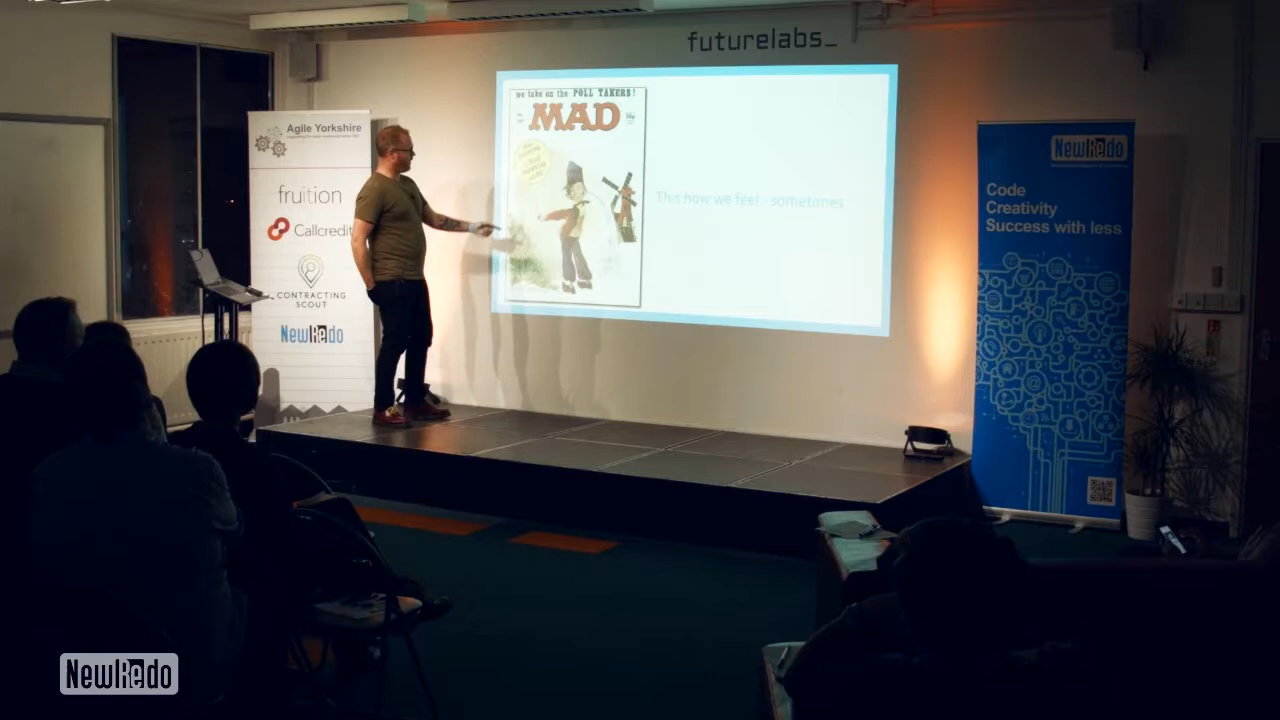 futurelabs_
we take on the POLL TAKERS!
MAD
This how we feel sometimes
Agile Yorkshire
fruition
Callcredit
CONTRACTING
SCOUT
NewRedo
NewRedo
Code
Creativity
Success with less
NewRedo